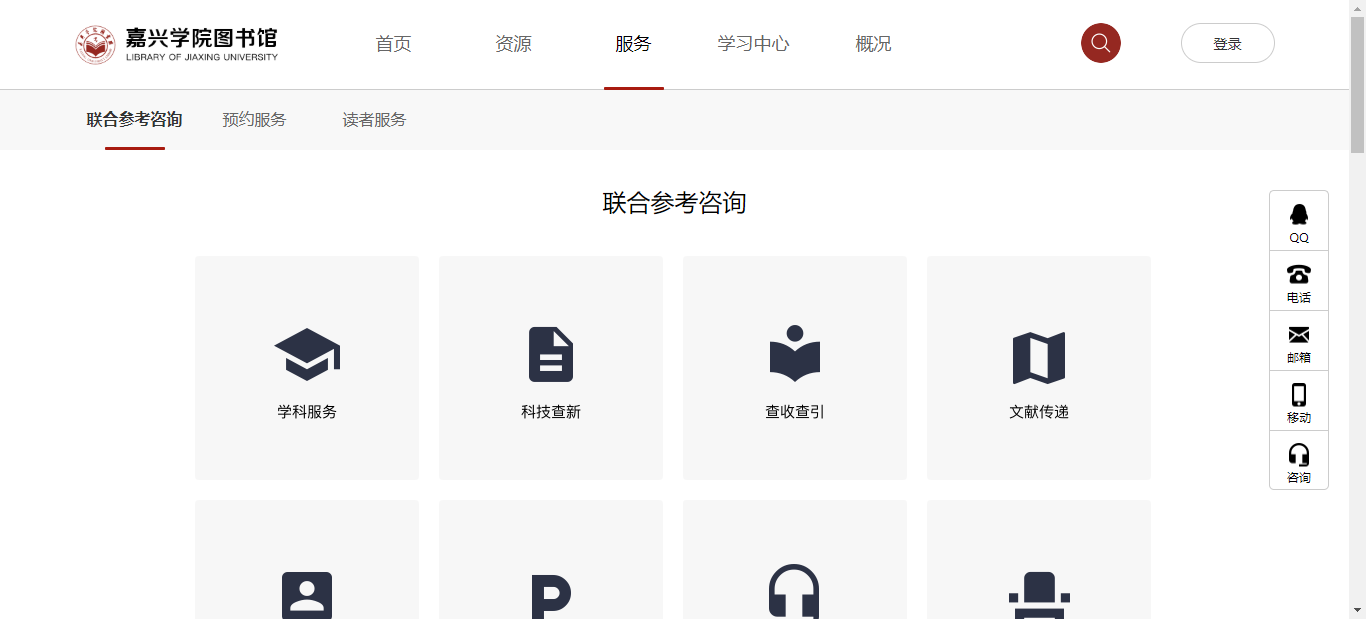 嘉兴学院图书馆
LIBRARY OF JIAXING UNIVERSITY
首页 资源 服务 学习中心 概况 登录
联合参考咨询 预约服务 读者服务
联合参考咨询
学科服务 科技查新 查收查引 文献传递
QQ
电话
邮箱
移动
咨询